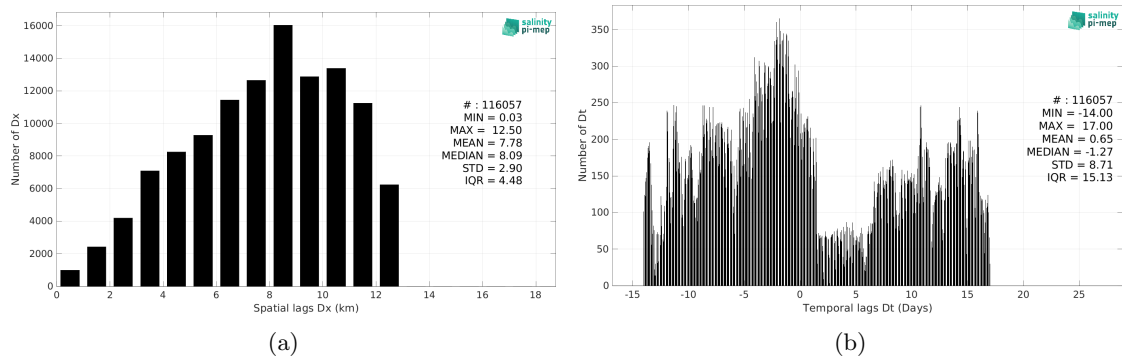 salinity
pi-mep
16000
14000
12000
10000
8000
6000
4000
2000
0
Number of Dx
# : 116057
MIN = 0.03
MAX = 12.50
MEAN = 7.78
MEDIAN = 8.09
STD = 2.90
IQR = 4.48
0 2 4 6 8 10 12 14 16 18
Spatial lags Dx (km)
(a)
salinity
pi-mep
350
300
250
200
150
100
50
0
Number of Dt
# : 116057
MIN = -14.00
MAX = 17.00
MEAN = 0.65
MEDIAN = -1.27
STD = 8.71
IQR = 15.13
-15 -10 -5 0 5 10 15 20 25
Temporal lags Dt (Days)
(b)